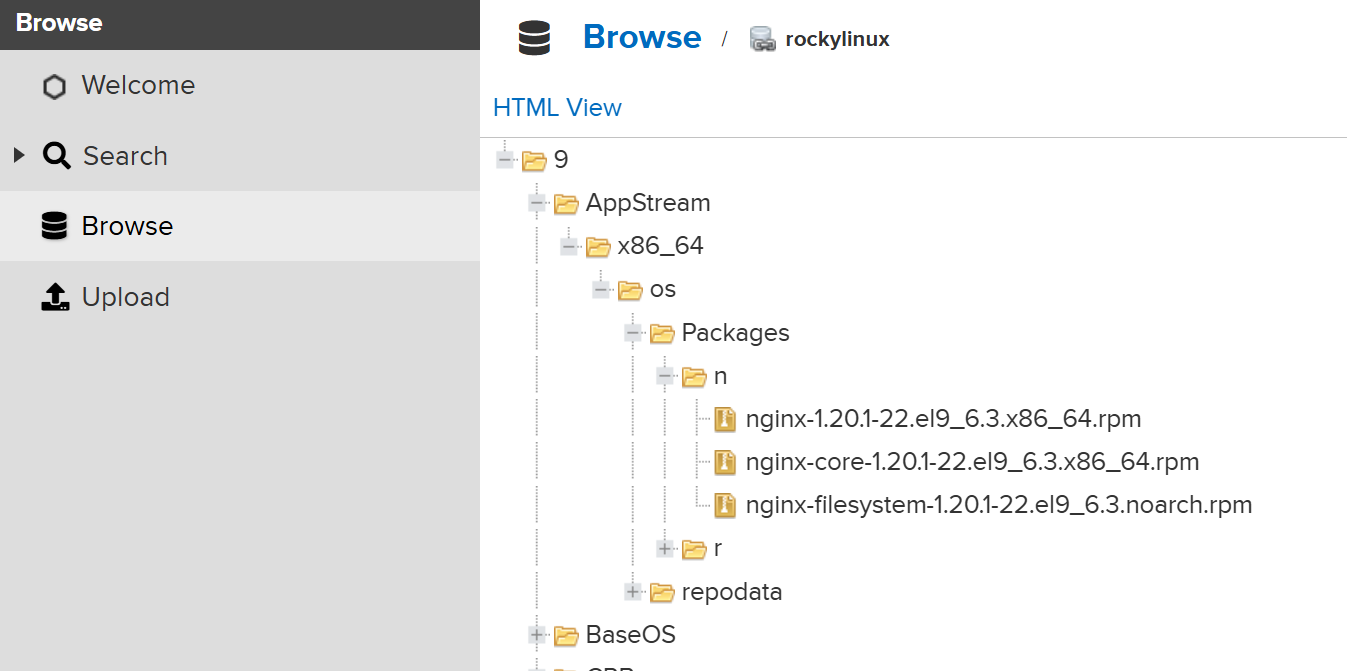 Browse
Welcome
Search
Browse
Upload
Browse / rockylinux
HTML View
9
AppStream
x86_64
os
Packages
n
nginx-1.20.1-22.el9_6.3.x86_64.rpm
nginx-core-1.20.1-22.el9_6.3.x86_64.rpm
nginx-filesystem-1.20.1-22.el9_6.3.noarch.rpm
r
repodata
BaseOS